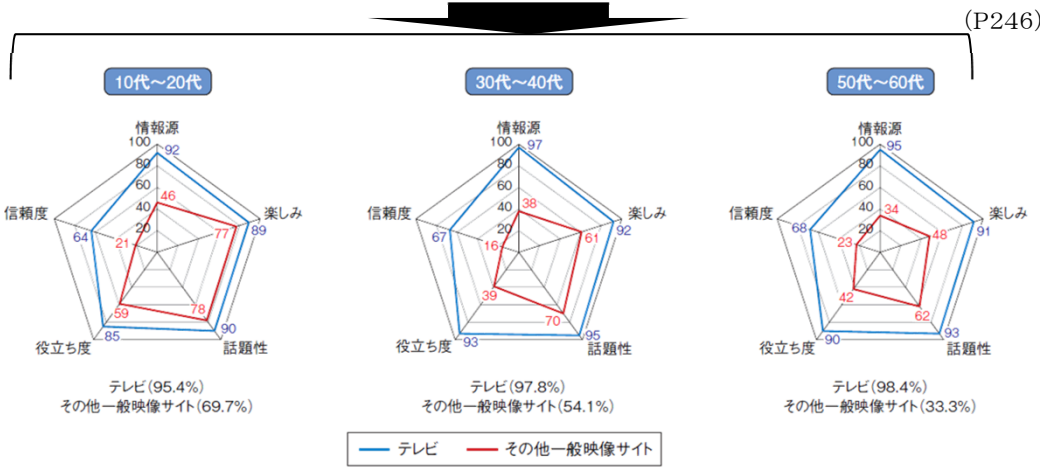 (P246)
10代～20代
情報源
100
92
80
60
46
40
20
信頼度
楽しみ
64
21
77
89
59
78
85
90
役立ち度
話題性
テレビ(95.4%)
その他一般映像サイト(69.7%)
30代～40代
情報源
100
97
80
60
38
40
20
信頼度
楽しみ
67
16
61
92
39
70
93
95
役立ち度
話題性
テレビ(97.8%)
その他一般映像サイト(54.1%)
50代～60代
情報源
100
95
80
60
34
40
20
信頼度
楽しみ
68
23
48
91
42
62
90
93
役立ち度
話題性
テレビ(98.4%)
その他一般映像サイト(33.3%)
テレビ その他一般映像サイト